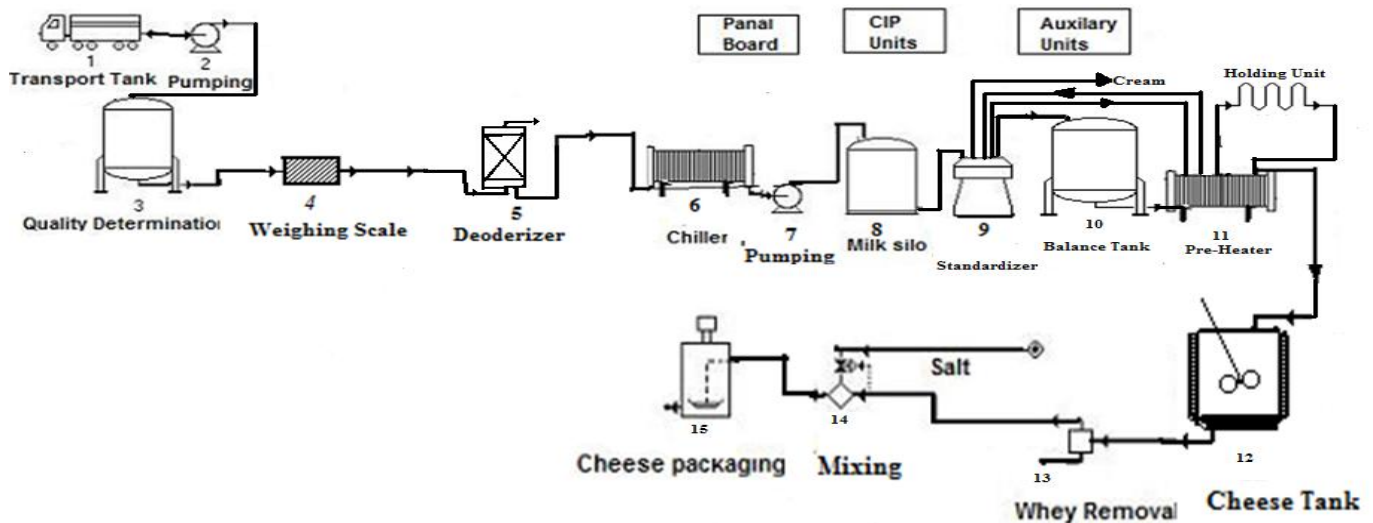 Panal
Board
CIP
Units
Auxilary
Units
1
Transport Tank
2
Pumping
Cream
Holding Unit
3
Quality Determination
4
Weighing Scale
5
Deoderizer
6
Chiller
7
Pumping
8
Milk silo
9
Standardizer
10
Balance Tank
11
Pre-Heater
Salt
15
Cheese packaging
14
Mixing
13
Whey Removal
12
Cheese Tank